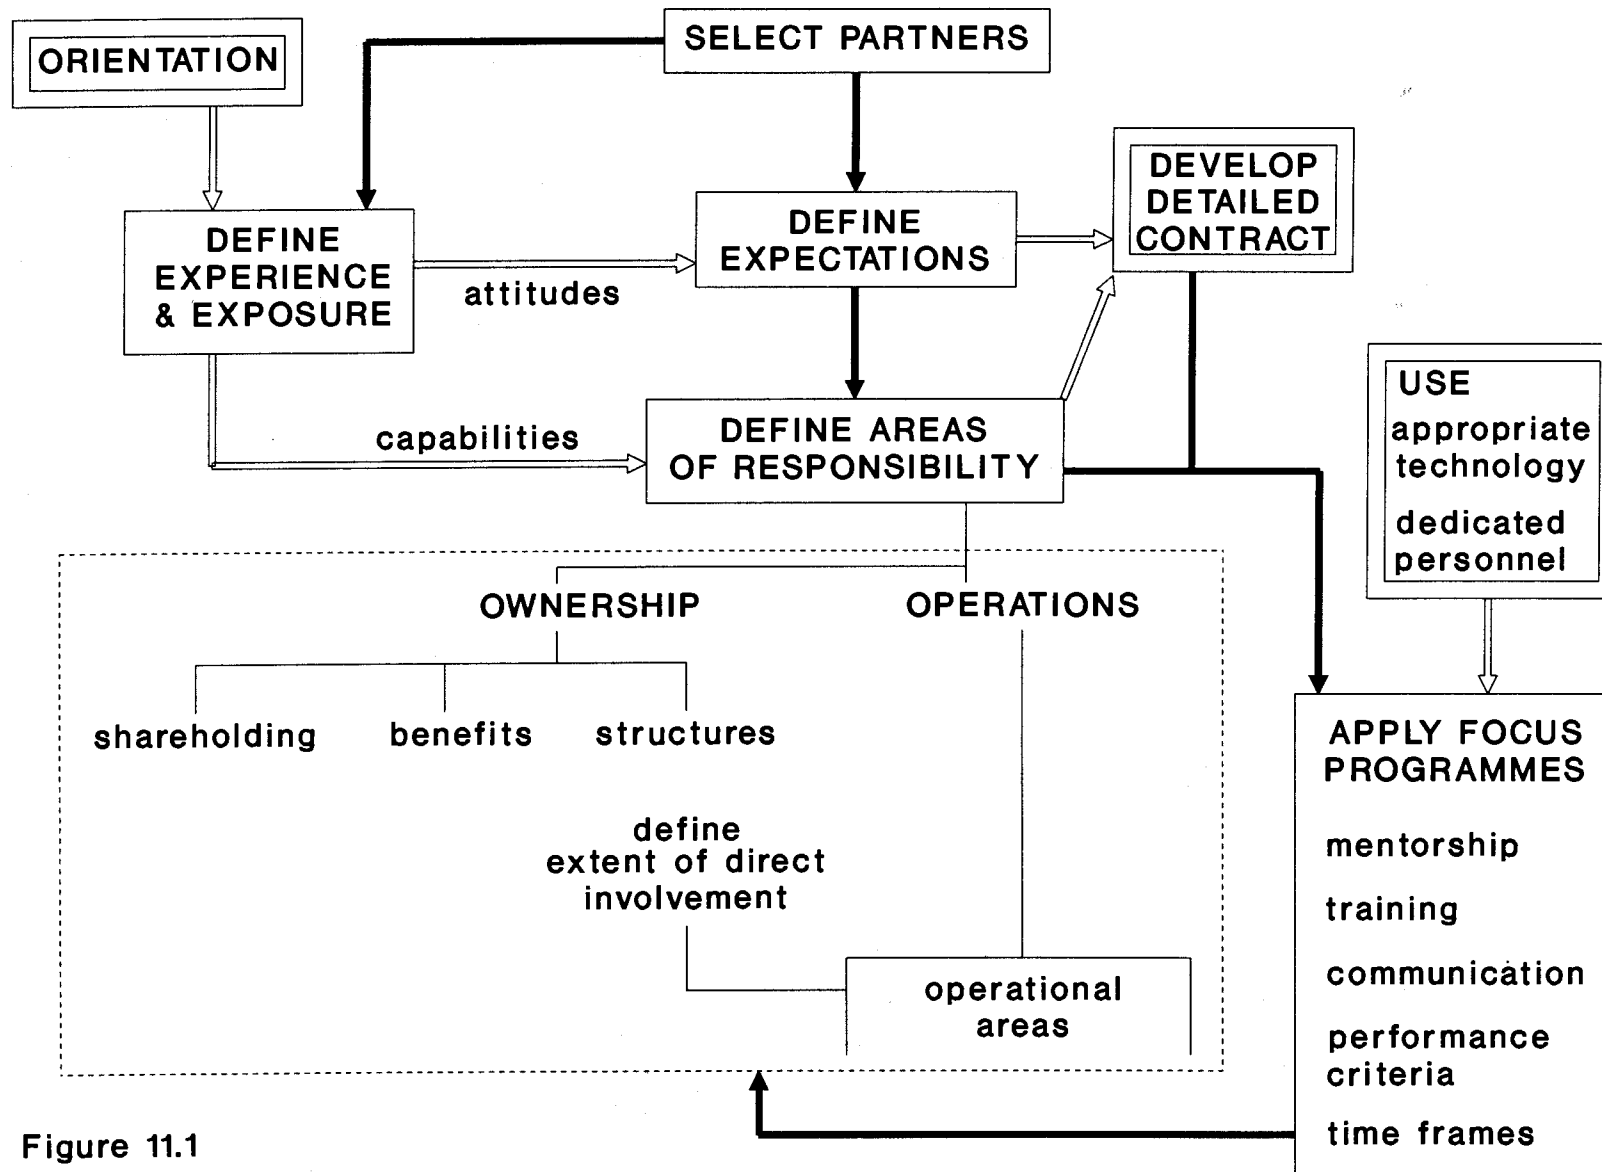 SELECT PARTNERS
ORIENTATION
DEVELOP
DETAILED
CONTRACT
DEFINE
EXPERIENCE
& EXPOSURE
attitudes
DEFINE
EXPECTATIONS
capabilities
DEFINE AREAS
OF RESPONSIBILITY
USE
appropriate
technology
dedicated
personnel
OWNERSHIP
OPERATIONS
shareholding
benefits
structures
define
extent of direct
involvement
operational
areas
APPLY FOCUS
PROGRAMMES
mentorship
training
communication
performance
criteria
time frames
Figure 11.1